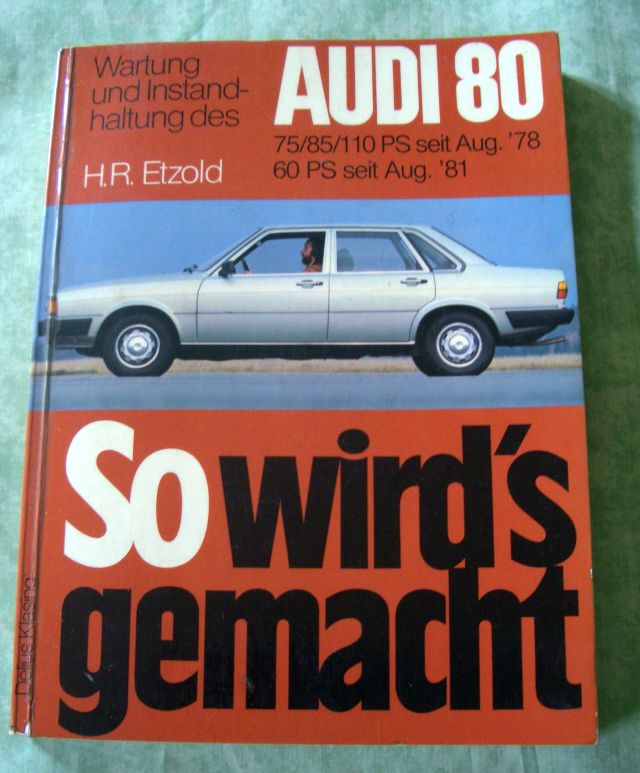 Wartung
und Instand-
haltung des
AUDI 80
75/85/110 PS seit Aug. '78
60 PS seit Aug. '81
H.R. Etzold
So wird's
gemacht
Delius Klasing